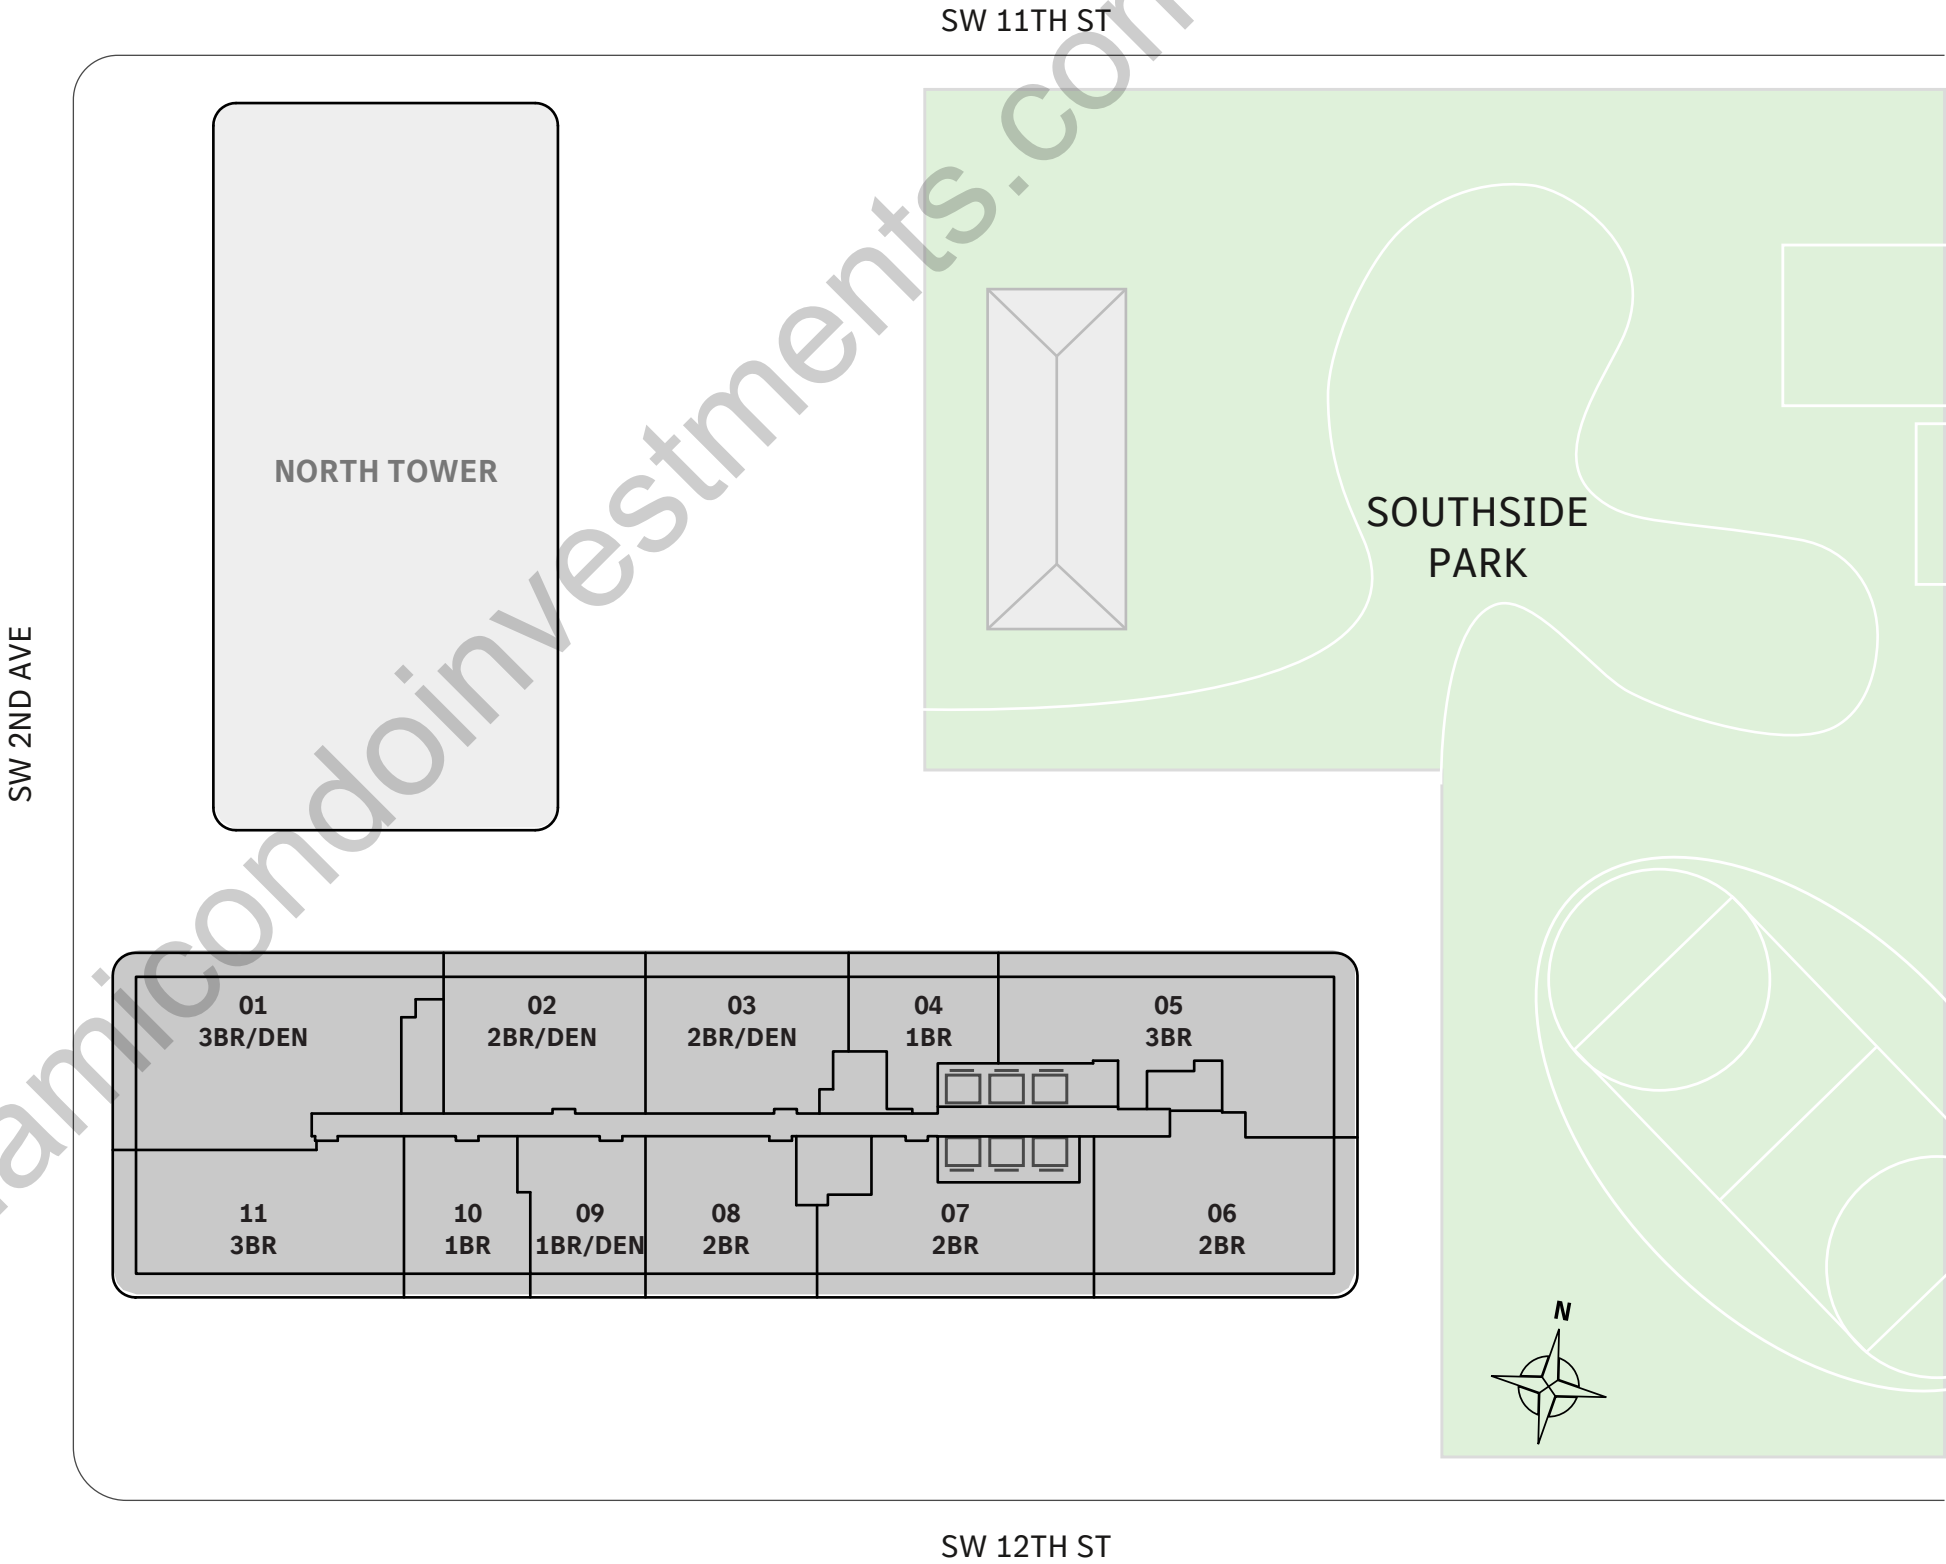 SW 11TH ST
NORTH TOWER
SOUTHSIDE
PARK
SW 2ND AVE
01
3BR/DEN
02
2BR/DEN
03
2BR/DEN
04
1BR
05
3BR
11
3BR
10
1BR
09
1BR/DEN
08
2BR
07
2BR
06
2BR
N
SW 12TH ST
amicondoinvestments.com